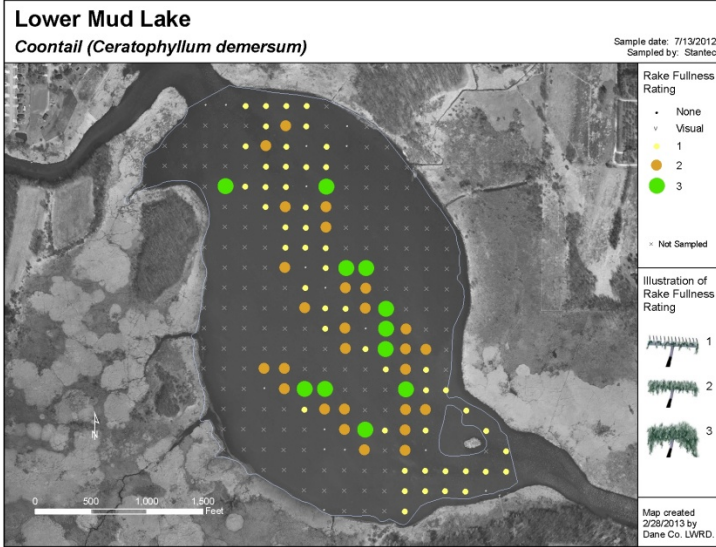 Lower Mud Lake
Coontail (Ceratophyllum demersum)
Sample date: 7/13/2012
Sampled by: Stantec
Rake Fullness
Rating
None
Visual
1
2
3
Not Sampled
Illustration of
Rake Fullness
Rating
1
2
3
N
0 500 1,000 1,500
Feet
Map created
2/28/2013 by
Dane Co. LWRD.